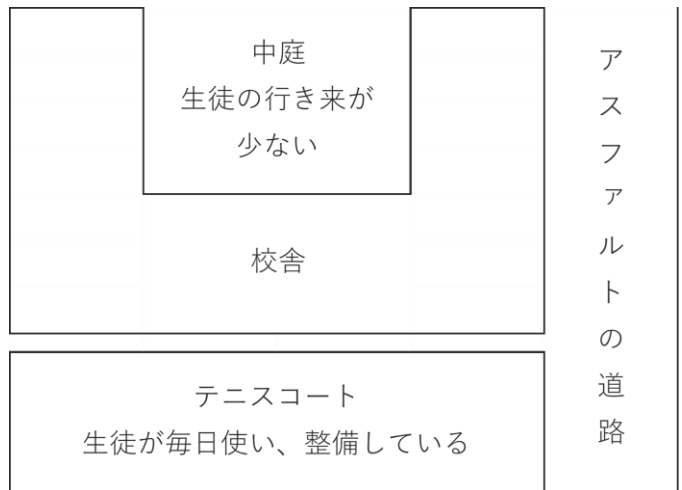 中庭
生徒の行き来が
少ない
校舎
テニスコート
生徒が毎日使い、整備している
アスファルトの道路